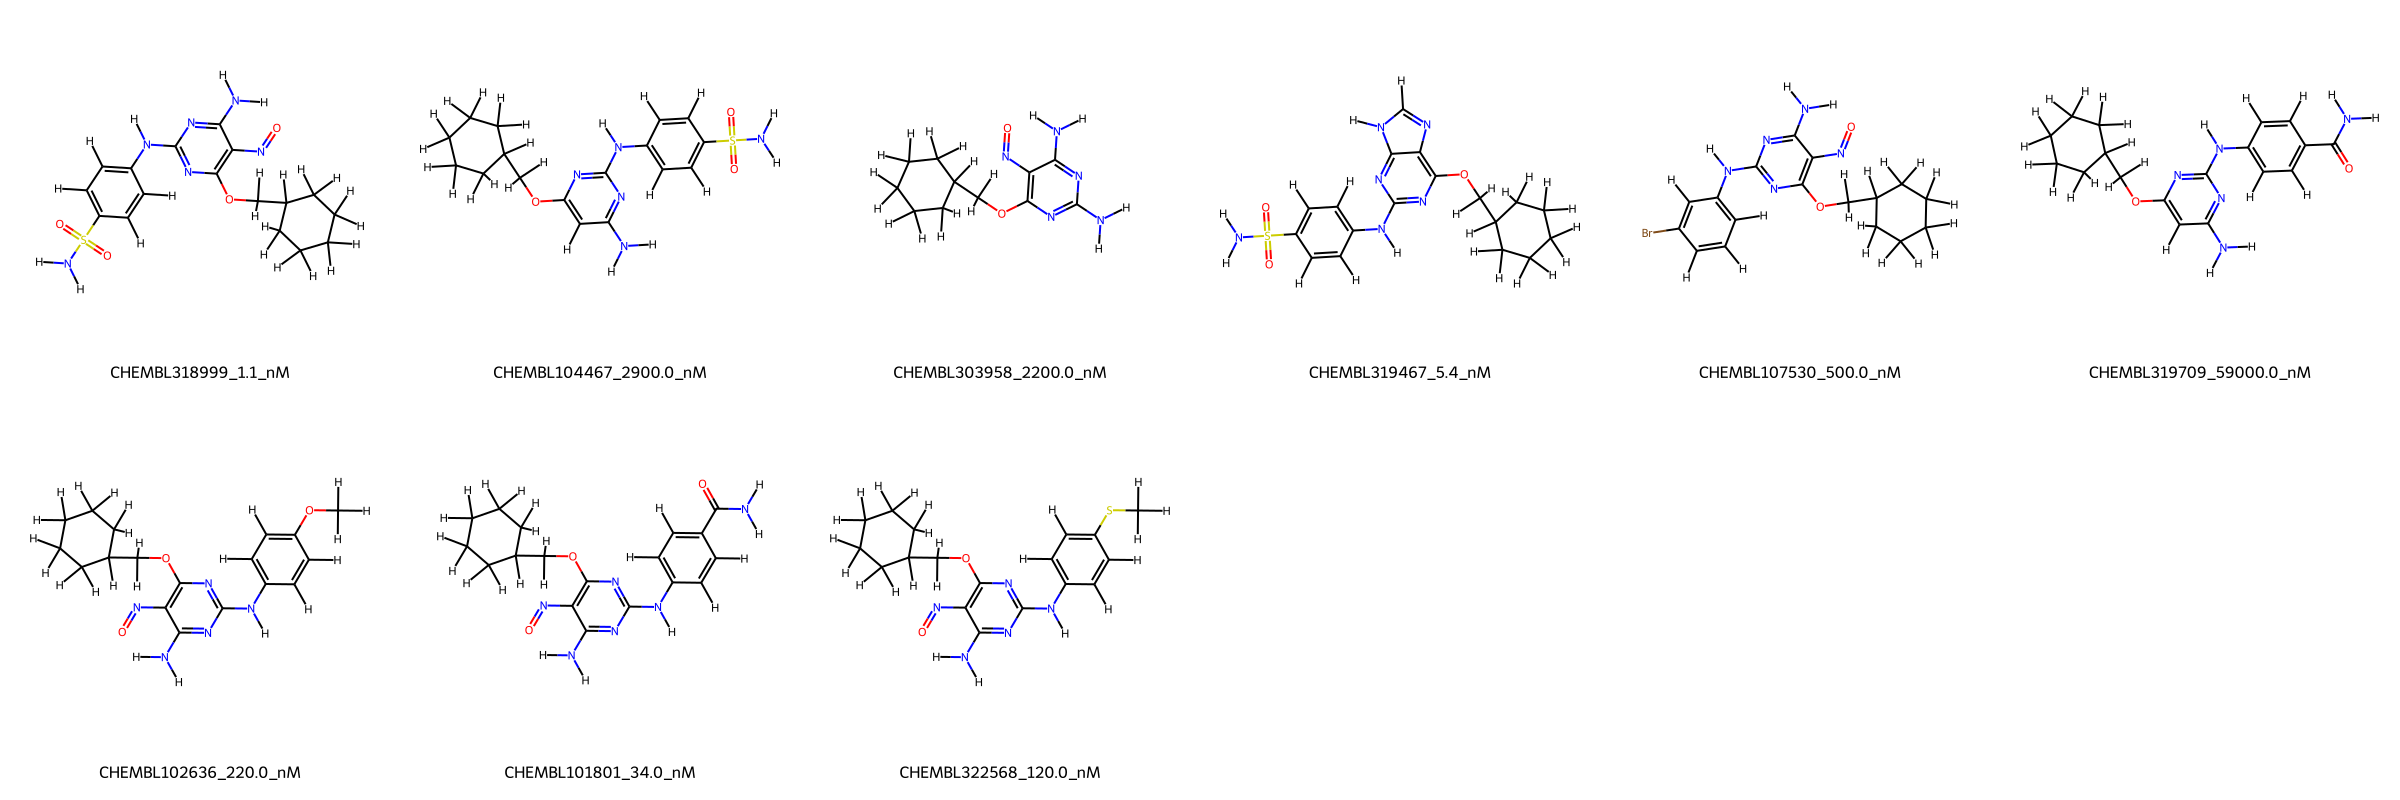 CHEMBL318999_1.1_nM
CHEMBL104467_2900.0_nM
CHEMBL303958_2200.0_nM
CHEMBL319467_5.4_nM
CHEMBL107530_500.0_nM
CHEMBL319709_59000.0_nM
CHEMBL102636_220.0_nM
CHEMBL101801_34.0_nM
CHEMBL322568_120.0_nM